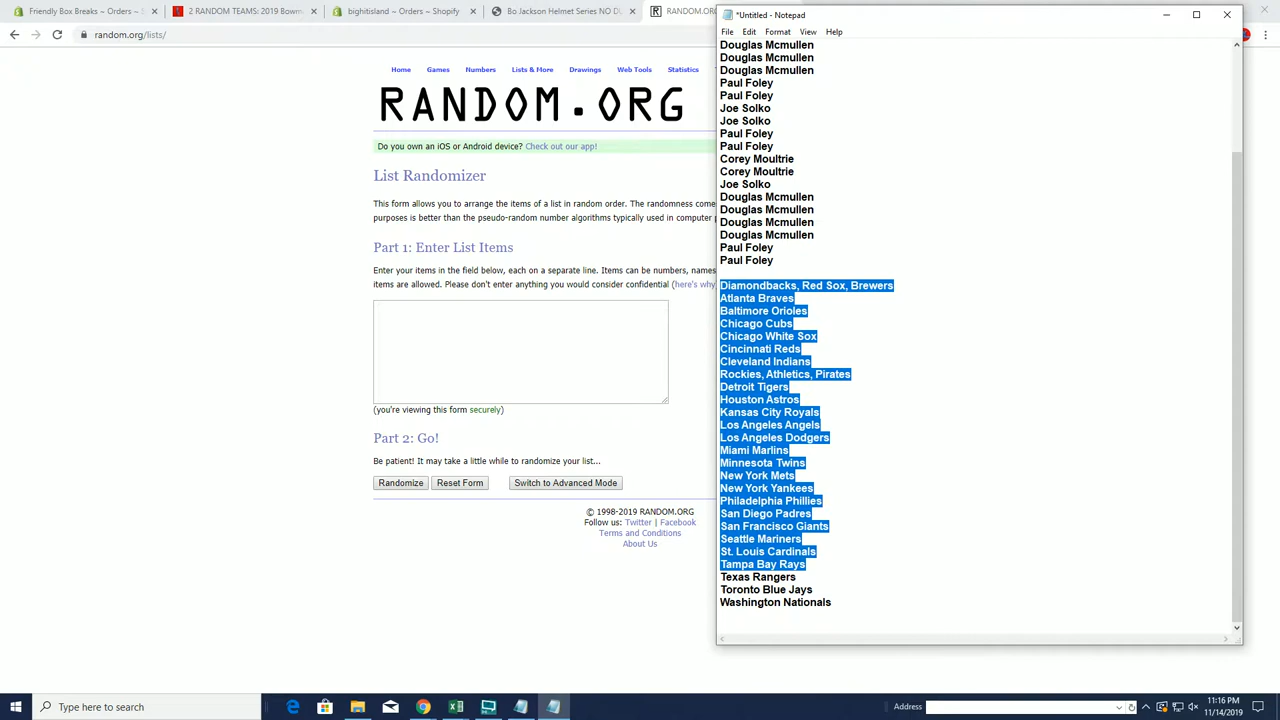 Friendly Box Breaks ~ Orders ~ S
2 RANDOM TEAMS: 2019 Bowm
bighitisland ~ Orders ~ Shopify
Bo Jackson Helmet Series NO DU
RANDOM.ORG
random.org/lists/
Home Games Numbers Lists & More Drawings Web Tools Statistics
RANDOM.ORG
Do you own an iOS or Android device? Check out our app!
List Randomizer
This form allows you to arrange the items of a list in random order. The randomness come
purposes is better than the pseudo-random number algorithms typically used in computer p
Part 1: Enter List Items
Enter your items in the field below, each on a separate line. Items can be numbers, names
items are allowed. Please don't enter anything you would consider confidential (here's why
(you're viewing this form securely)
Part 2: Go!
Be patient! It may take a little while to randomize your list...
Randomize Reset Form Switch to Advanced Mode
© 1998-2019 RANDOM.ORG
Follow us: Twitter | Facebook
Terms and Conditions
About Us
*Untitled - Notepad
File Edit Format View Help
Douglas Mcmullen
Douglas Mcmullen
Douglas Mcmullen
Paul Foley
Paul Foley
Joe Solko
Joe Solko
Paul Foley
Paul Foley
Corey Moultrie
Corey Moultrie
Joe Solko
Douglas Mcmullen
Douglas Mcmullen
Douglas Mcmullen
Douglas Mcmullen
Paul Foley
Paul Foley
Diamondbacks, Red Sox, Brewers
Atlanta Braves
Baltimore Orioles
Chicago Cubs
Chicago White Sox
Cincinnati Reds
Cleveland Indians
Rockies, Athletics, Pirates
Detroit Tigers
Houston Astros
Kansas City Royals
Los Angeles Angels
Los Angeles Dodgers
Miami Marlins
Minnesota Twins
New York Mets
New York Yankees
Philadelphia Phillies
San Diego Padres
San Francisco Giants
Seattle Mariners
St. Louis Cardinals
Tampa Bay Rays
Texas Rangers
Toronto Blue Jays
Washington Nationals
Type here to search
Address
11:16 PM
11/14/2019